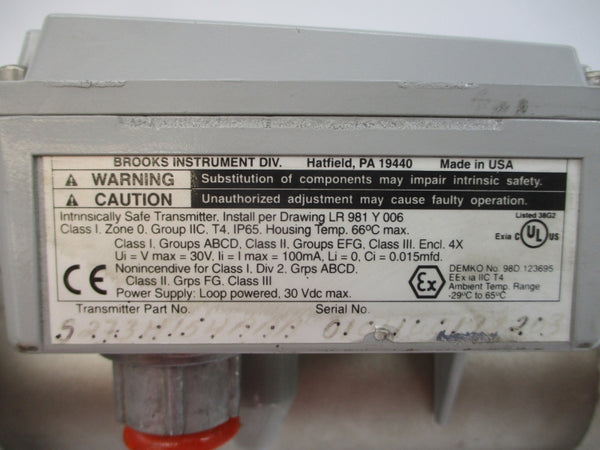 BROOKS INSTRUMENT DIV. Hatfield, PA 19440 Made in USA
WARNING Substitution of components may impair intrinsic safety.
CAUTION Unauthorized adjustment may cause faulty operation.
Intrinsically Safe Transmitter. Install per Drawing LR 981 Y 006
Listed 38G2
Class I. Zone 0. Group IIC. T4. IP65. Housing Temp. 66ºC max.
Exia C UL US
Class I. Groups ABCD, Class II. Groups EFG, Class III. Encl. 4X
Ui = V max = 30V. Ii = I max = 100mA, Li = 0, Ci = 0.015mfd.
CE
Nonincendive for Class I, Div 2. Grps ABCD.
Class II. Grps FG. Class III
Power Supply: Loop powered, 30 Vdc max.
Ex
DEMKO No. 98D 123695
EEx ia IIC T4
Ambient Temp. Range
-29°C to 65°C
Transmitter Part No. Serial No.